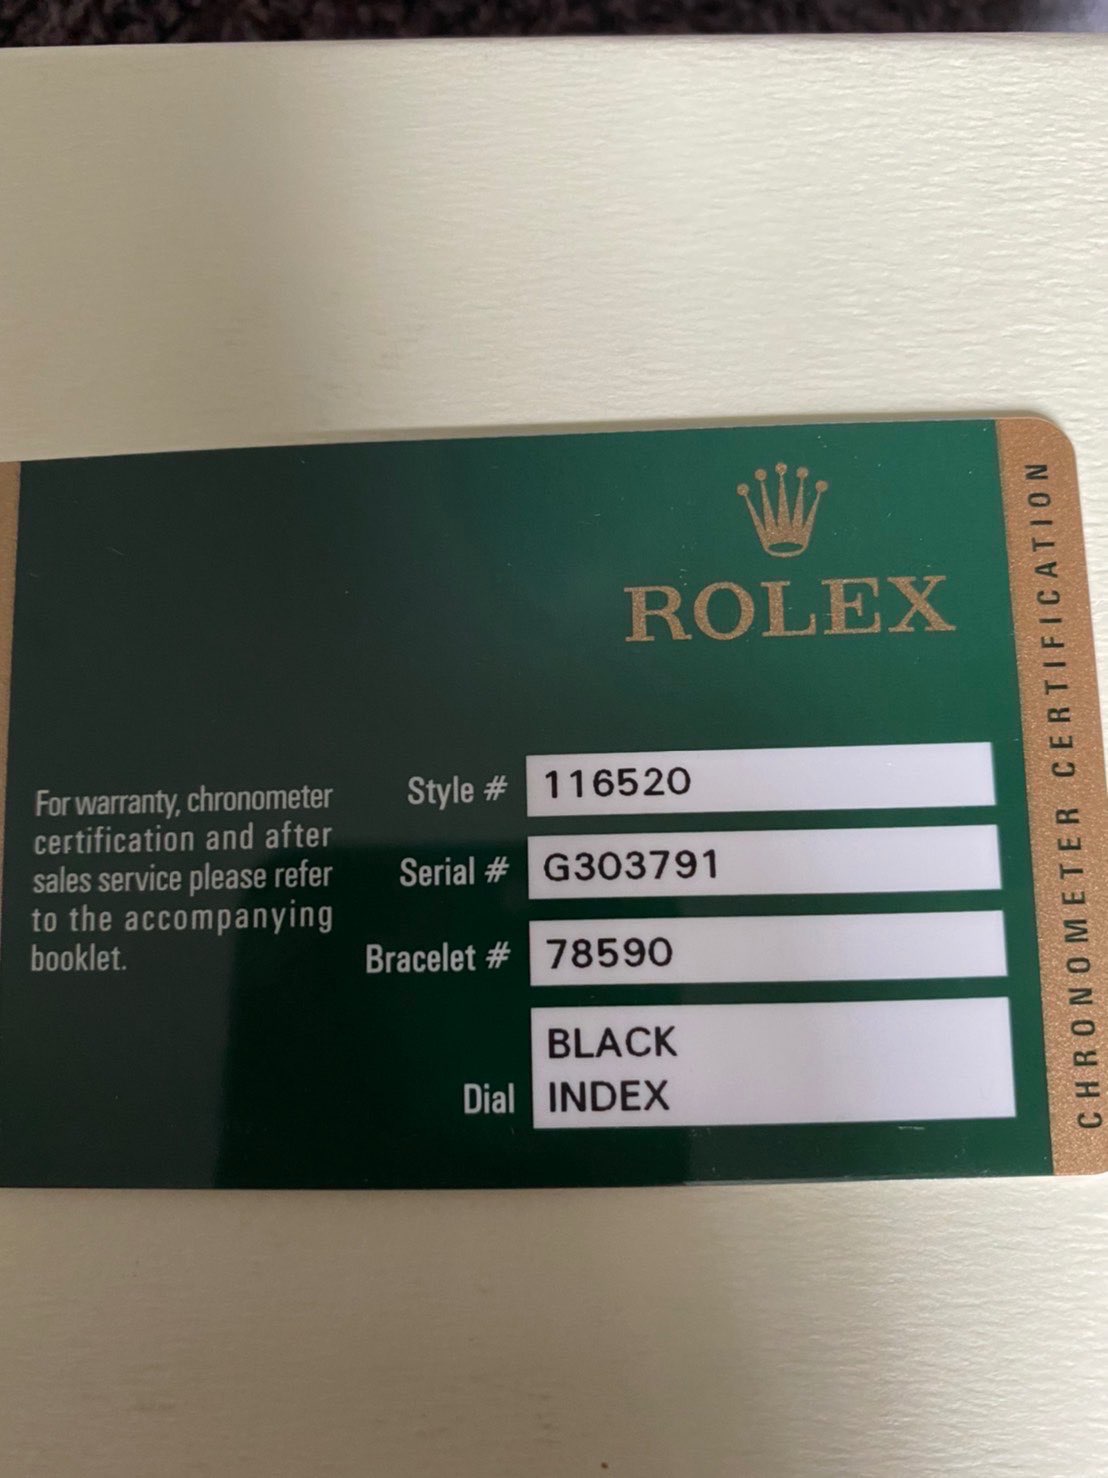 ROLEX
For warranty, chronometer
certification and after
sales service please refer
to the accompanying
booklet.
Style # 116520
Serial # G303791
Bracelet # 78590
Dial BLACK
INDEX
CHRONOMETER CERTIFICATION